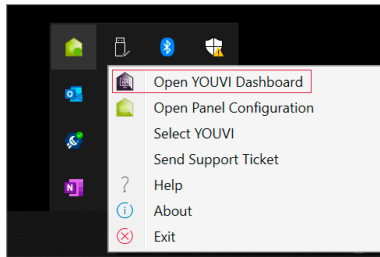 Open YOUVI Dashboard
Open Panel Configuration
Select YOUVI
Send Support Ticket
Help
About
Exit